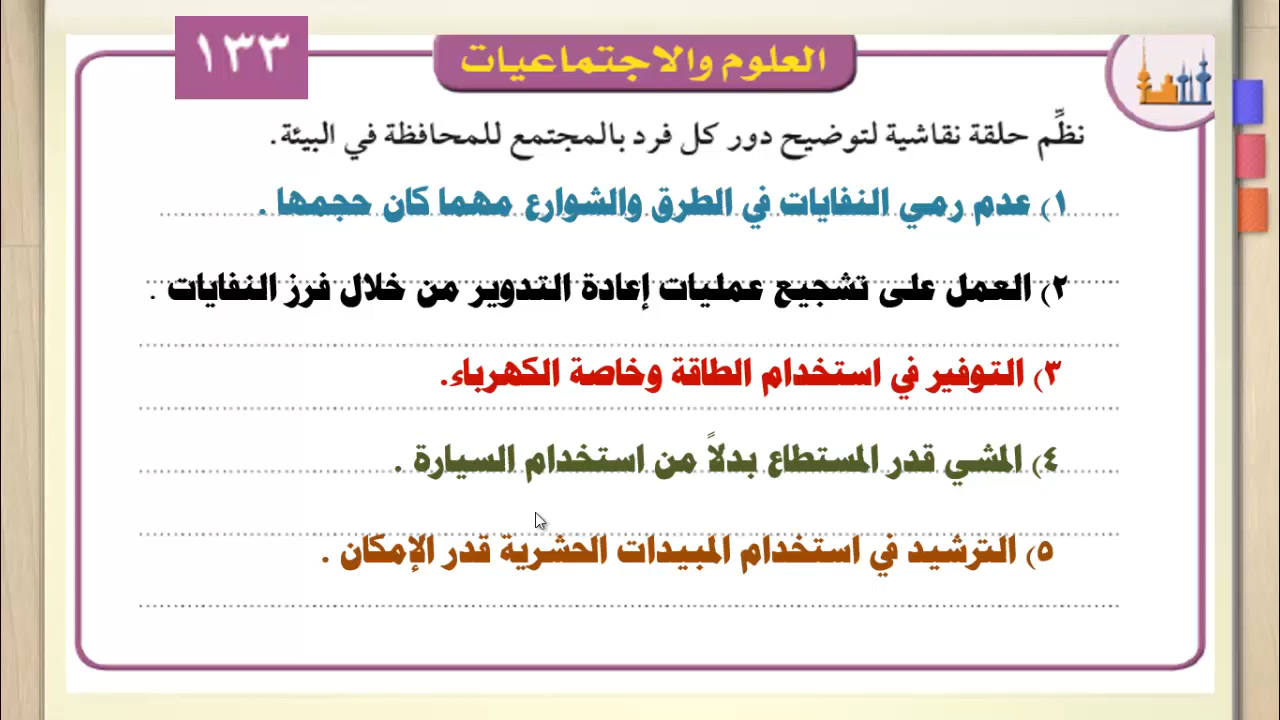 ١٣٣
العلوم والاجتماعيات
نظِّم حلقة نقاشية لتوضيح دور كل فرد بالمجتمع للمحافظة في البيئة.
١) عدم رمي النفايات في الطرق والشوارع مهما كان حجمها .
٢) العمل على تشجيع عمليات إعادة التدوير من خلال فرز النفايات .
٣) التوفير في استخدام الطاقة وخاصة الكهرباء.
٤) المشي قدر المستطاع بدلاً من استخدام السيارة .
٥) الترشيد في استخدام المبيدات الحشرية قدر الإمكان .